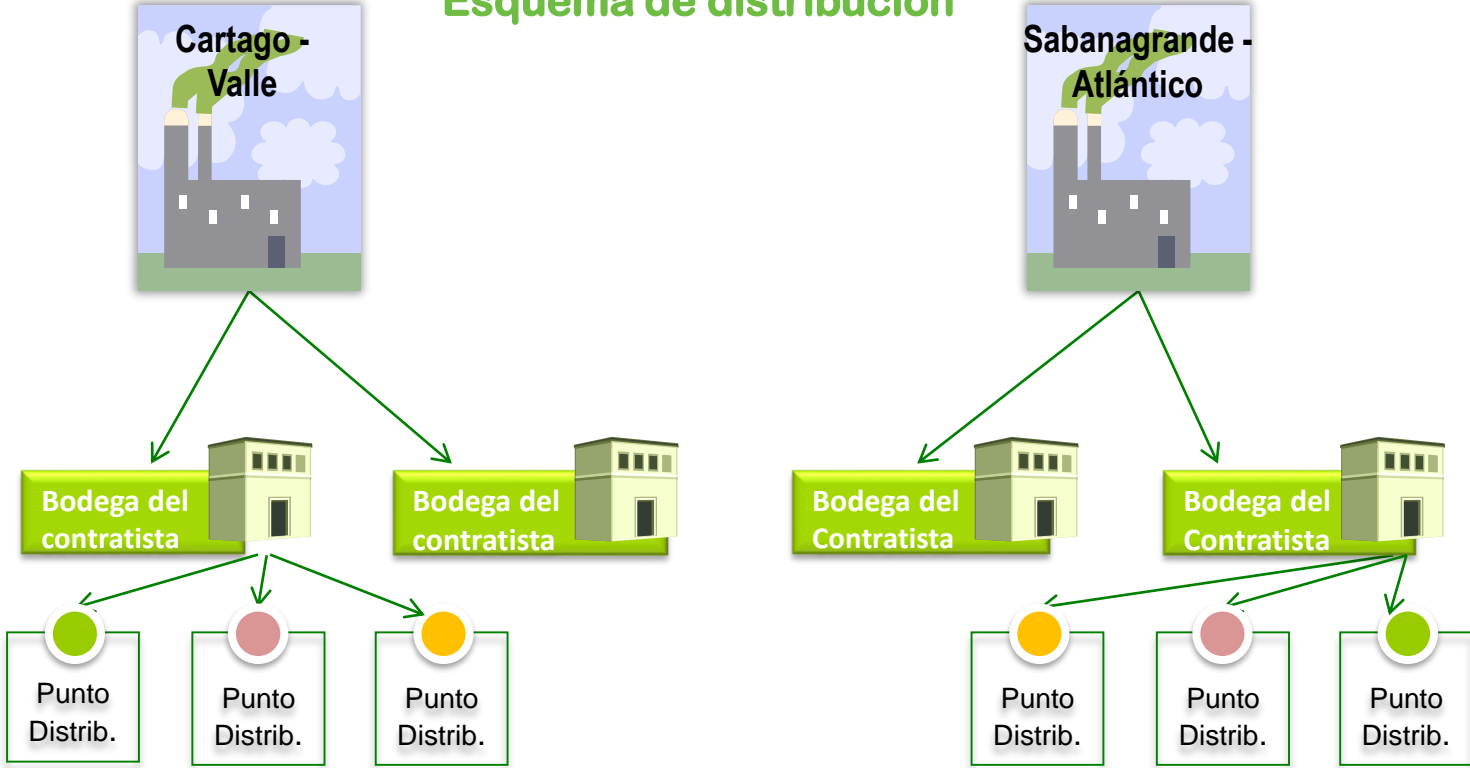 Esquema de distribución
Cartago -
Valle
Sabanagrande -
Atlántico
Bodega del
contratista
Bodega del
contratista
Bodega del
Contratista
Bodega del
Contratista
Punto
Distrib.
Punto
Distrib.
Punto
Distrib.
Punto
Distrib.
Punto
Distrib.
Punto
Distrib.